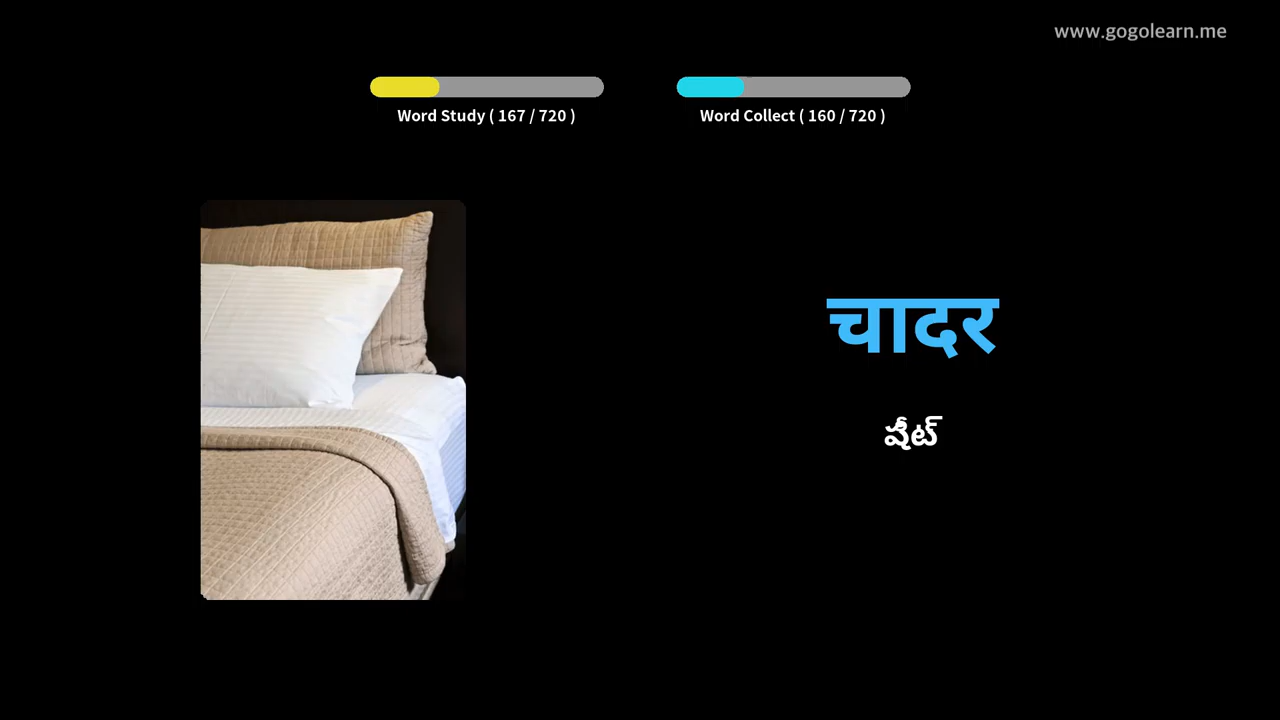 www.gogolearn.me
Word Study ( 167 / 720 )
Word Collect ( 160 / 720 )
चादर
షీట్